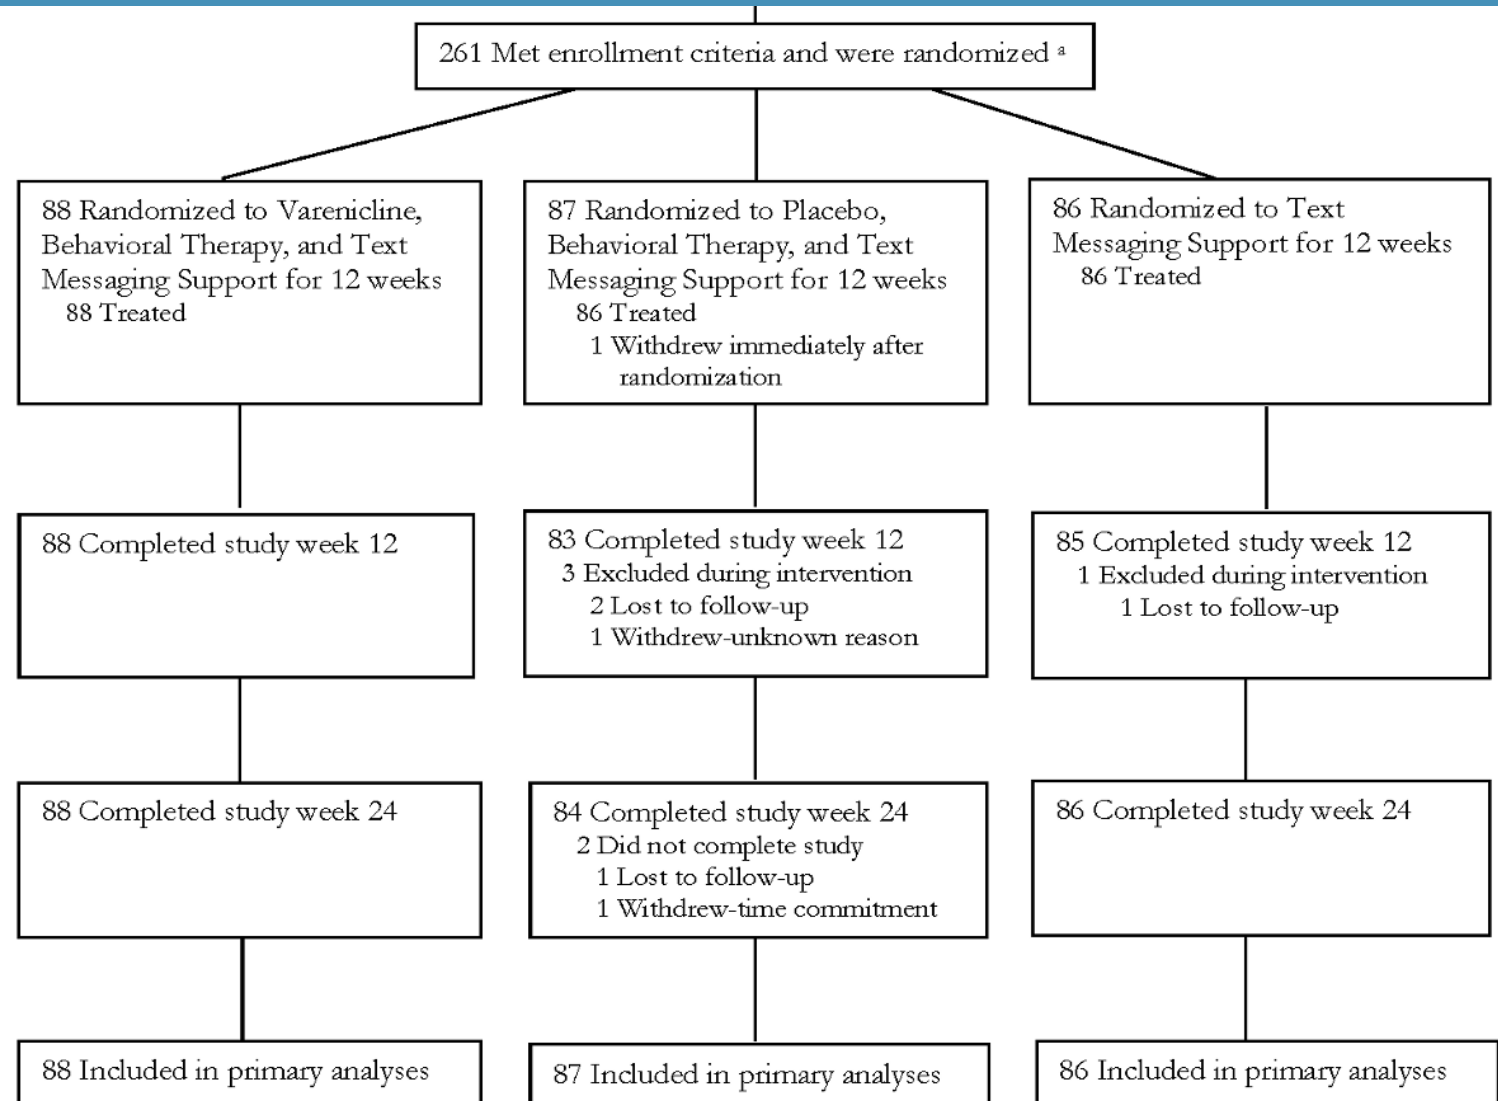 261 Met enrollment criteria and were randomized ª
88 Randomized to Varenicline,
Behavioral Therapy, and Text
Messaging Support for 12 weeks
88 Treated
87 Randomized to Placebo,
Behavioral Therapy, and Text
Messaging Support for 12 weeks
86 Treated
1 Withdrew immediately after
randomization
86 Randomized to Text
Messaging Support for 12 weeks
86 Treated
88 Completed study week 12
83 Completed study week 12
3 Excluded during intervention
2 Lost to follow-up
1 Withdrew-unknown reason
85 Completed study week 12
1 Excluded during intervention
1 Lost to follow-up
88 Completed study week 24
84 Completed study week 24
2 Did not complete study
1 Lost to follow-up
1 Withdrew-time commitment
86 Completed study week 24
88 Included in primary analyses
87 Included in primary analyses
86 Included in primary analyses